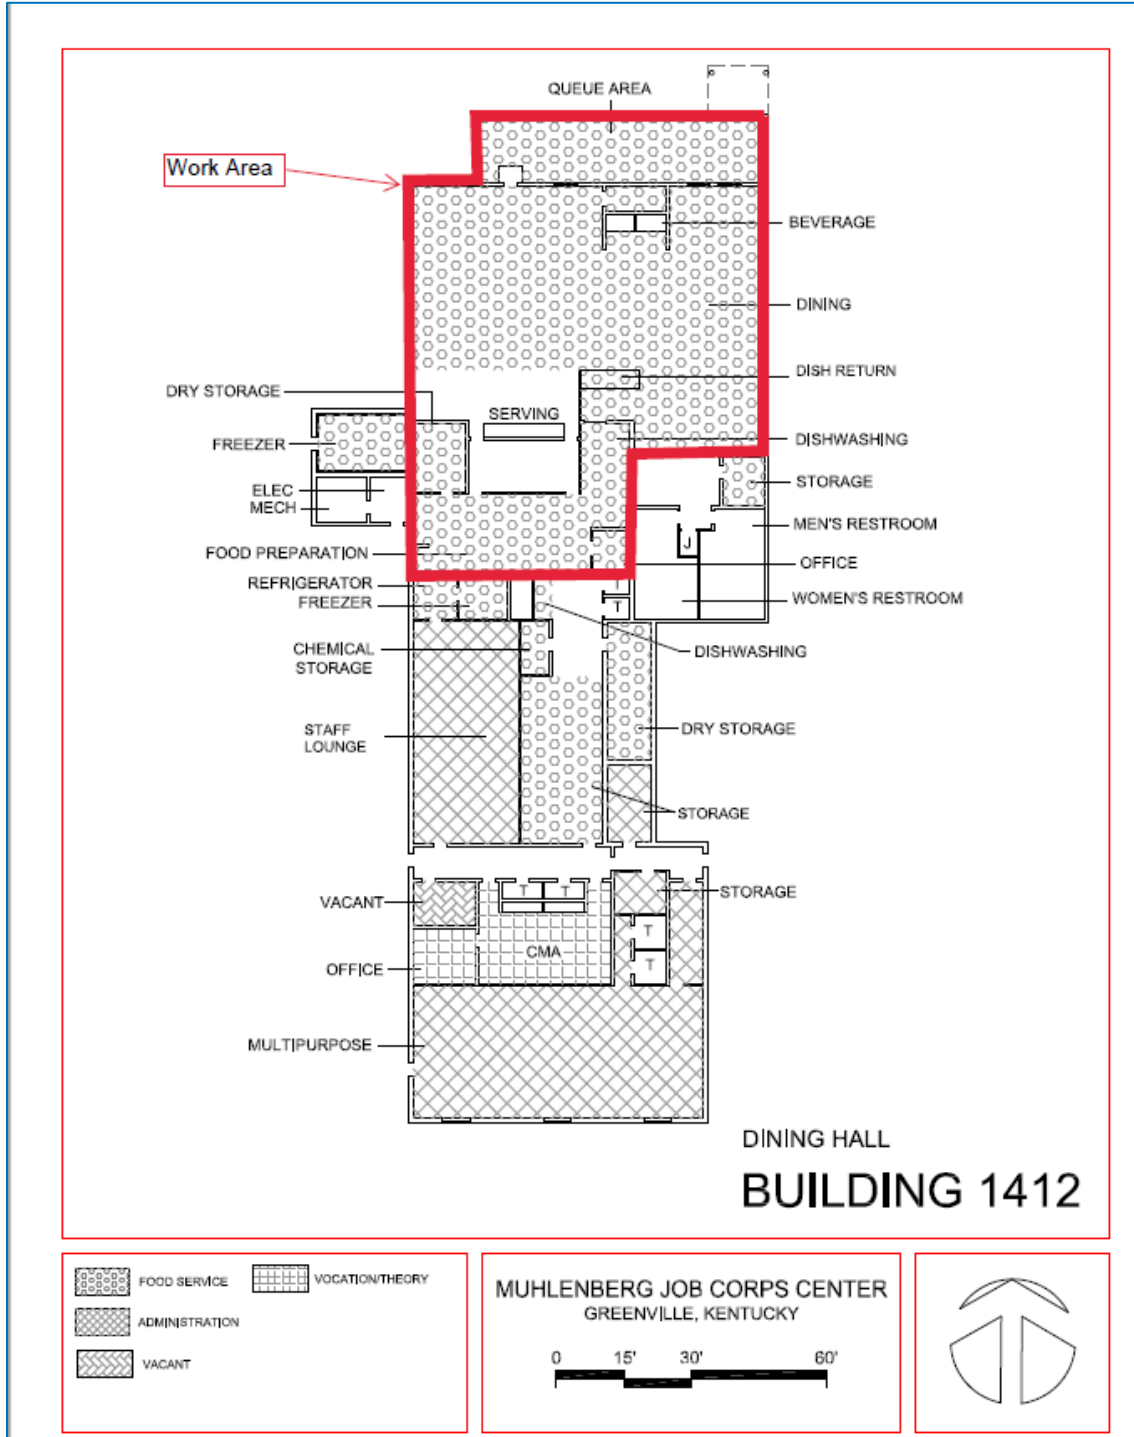 QUEUE AREA
Work Area
BEVERAGE
DINING
DISH RETURN
DRY STORAGE
SERVING
DISHWASHING
FREEZER
STORAGE
ELEC
MECH
MEN'S RESTROOM
J
FOOD PREPARATION
OFFICE
REFRIGERATOR
T
FREEZER
WOMEN'S RESTROOM
T
CHEMICAL
STORAGE
DISHWASHING
STAFF
LOUNGE
DRY STORAGE
STORAGE
T T
STORAGE
VACANT
T
CMA
T
OFFICE
MULTIPURPOSE
DINING HALL
BUILDING 1412
FOOD SERVICE
VOCATION/THEORY
ADMINISTRATION
VACANT
MUHLENBERG JOB CORPS CENTER
GREENVILLE, KENTUCKY
0 15' 30' 60'